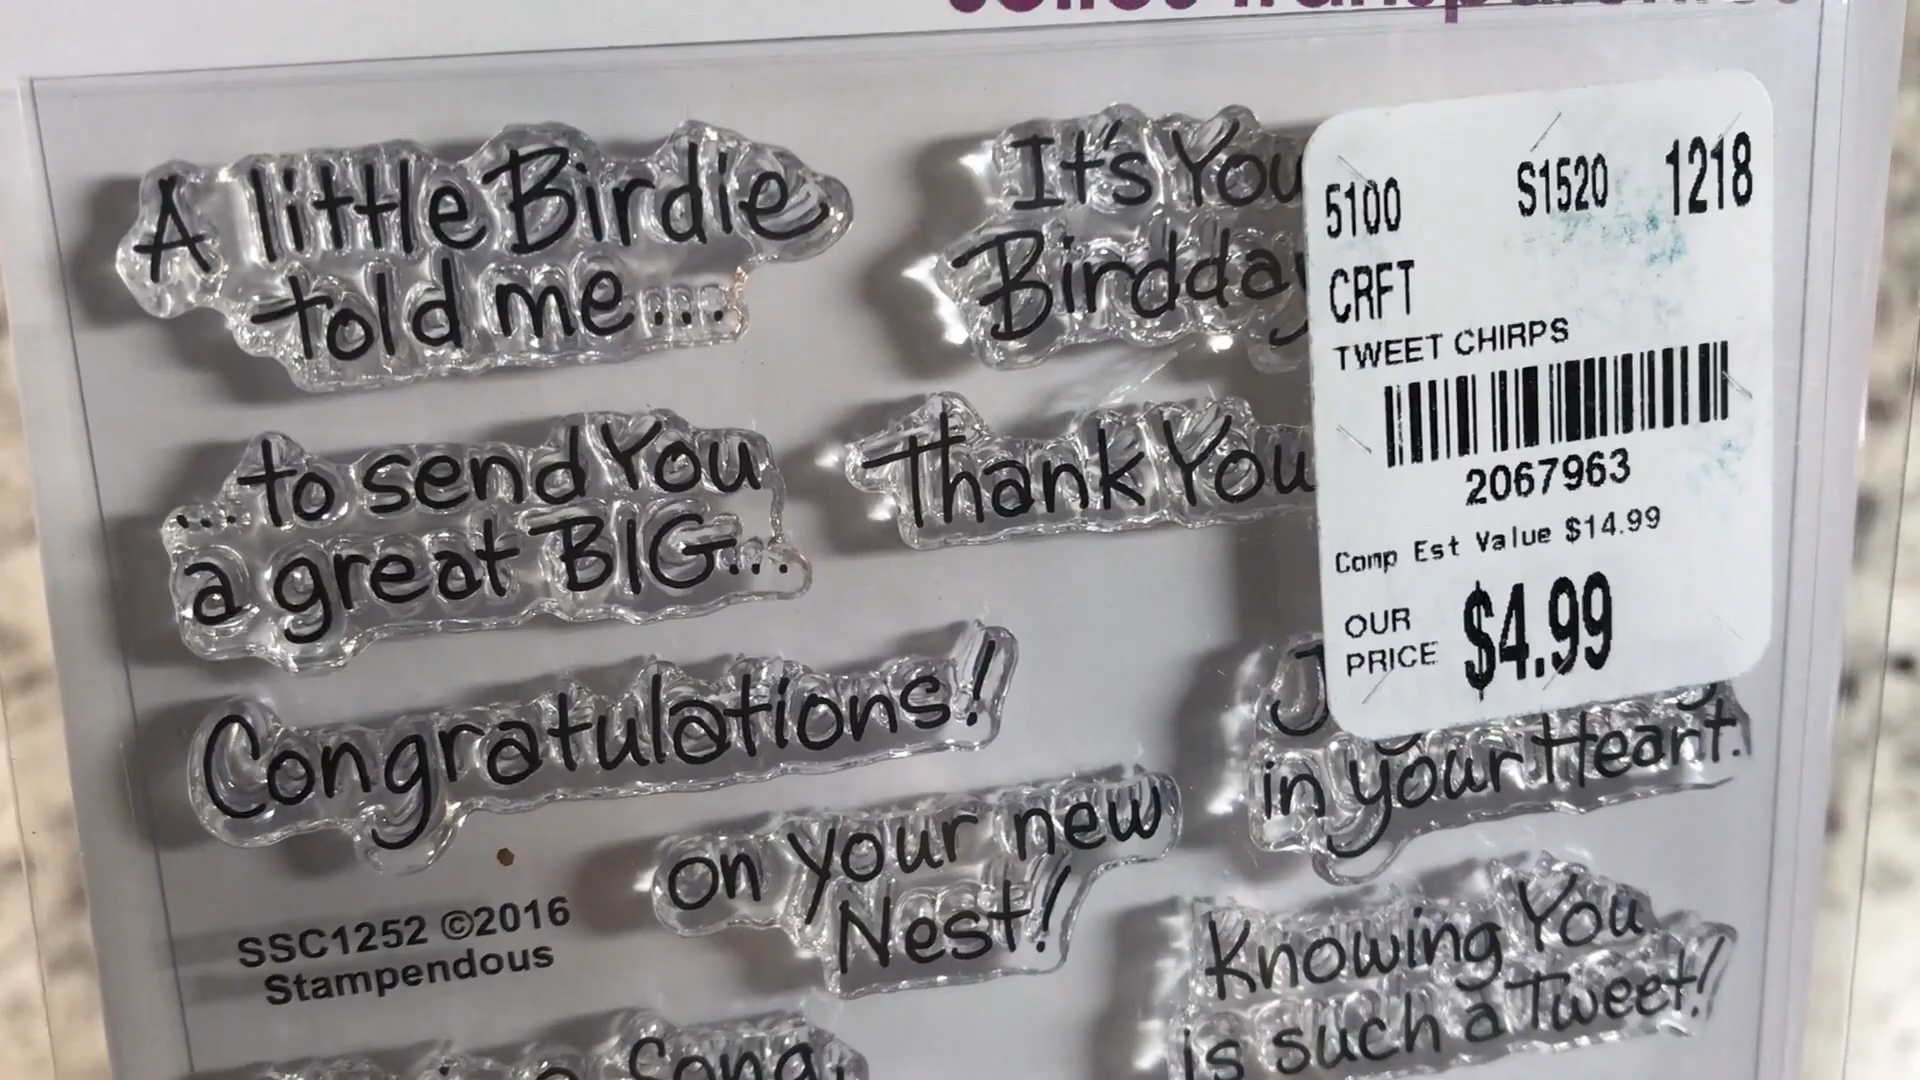 A little Birdie
told me...
It's You
Birdday
...to send You
a great BIG...
Thank You
Congratulations!
on your new
Nest!
in your Heart.
Knowing You
is such a Tweet!
Song,
SSC1252 ©2016
Stampendous
5100 S1520 1218
CRFT
TWEET CHIRPS
2067963
Comp Est Value $14.99
OUR
PRICE $4.99